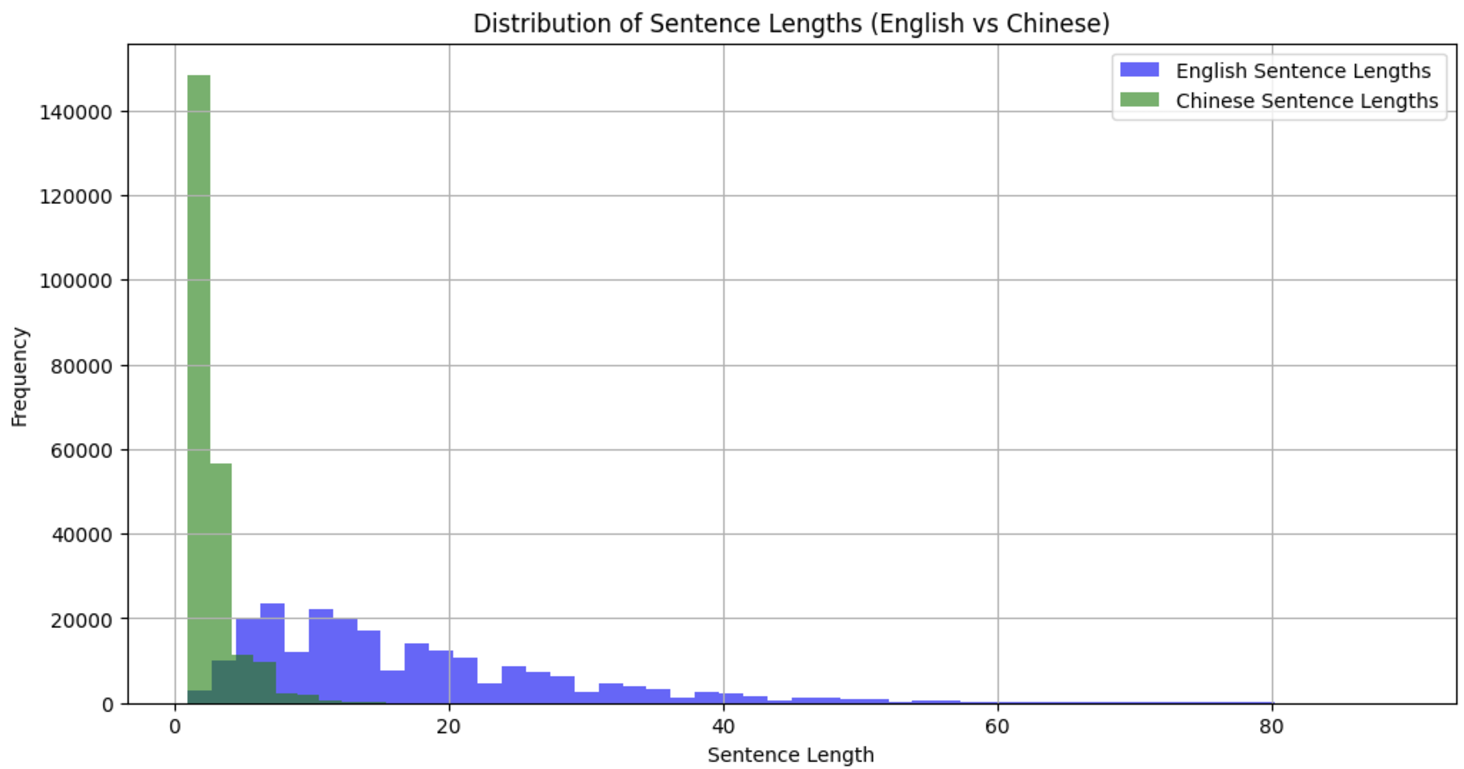 Distribution of Sentence Lengths (English vs Chinese)
English Sentence Lengths
Chinese Sentence Lengths
140000
120000
100000
80000
60000
40000
20000
0
Frequency
0 20 40 60 80
Sentence Length